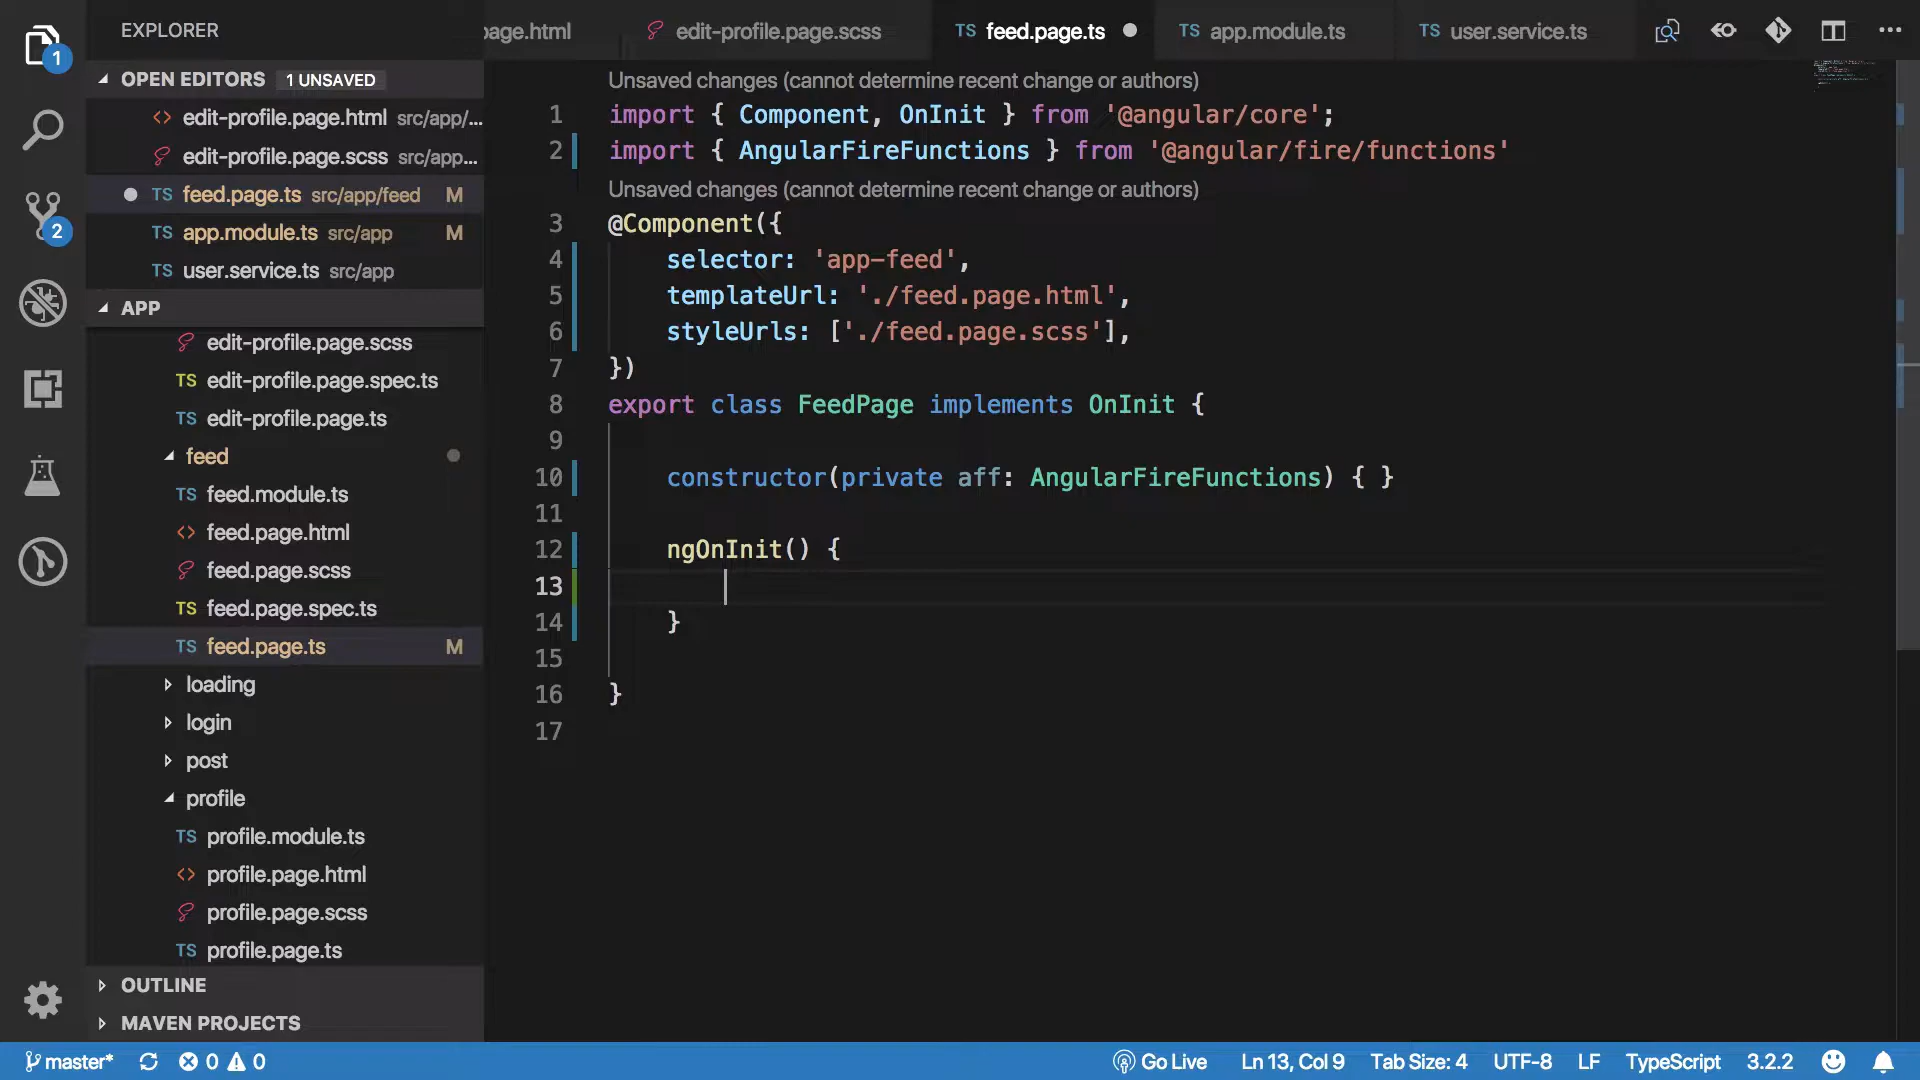 EXPLORER
page.html
edit-profile.page.scss
TS feed.page.ts
TS app.module.ts
TS user.service.ts
1
2
OPEN EDITORS 1 UNSAVED
<> edit-profile.page.html src/app/...
edit-profile.page.scss src/app...
TS feed.page.ts src/app/feed M
TS app.module.ts src/app M
TS user.service.ts src/app
APP
edit-profile.page.scss
TS edit-profile.page.spec.ts
TS edit-profile.page.ts
feed
TS feed.module.ts
<> feed.page.html
feed.page.scss
TS feed.page.spec.ts
TS feed.page.ts M
loading
login
post
profile
TS profile.module.ts
<> profile.page.html
profile.page.scss
TS profile.page.ts
OUTLINE
MAVEN PROJECTS
Unsaved changes (cannot determine recent change or authors)
1 import { Component, OnInit } from '@angular/core';
2 import { AngularFireFunctions } from '@angular/fire/functions'
Unsaved changes (cannot determine recent change or authors)
3 @Component({
4 selector: 'app-feed',
5 templateUrl: './feed.page.html',
6 styleUrls: ['./feed.page.scss'],
7 })
8 export class FeedPage implements OnInit {
9
10 constructor(private aff: AngularFireFunctions) { }
11
12 ngOnInit() {
13
14 }
15
16 }
17
master* 0 0 Go Live Ln 13, Col 9 Tab Size: 4 UTF-8 LF TypeScript 3.2.2